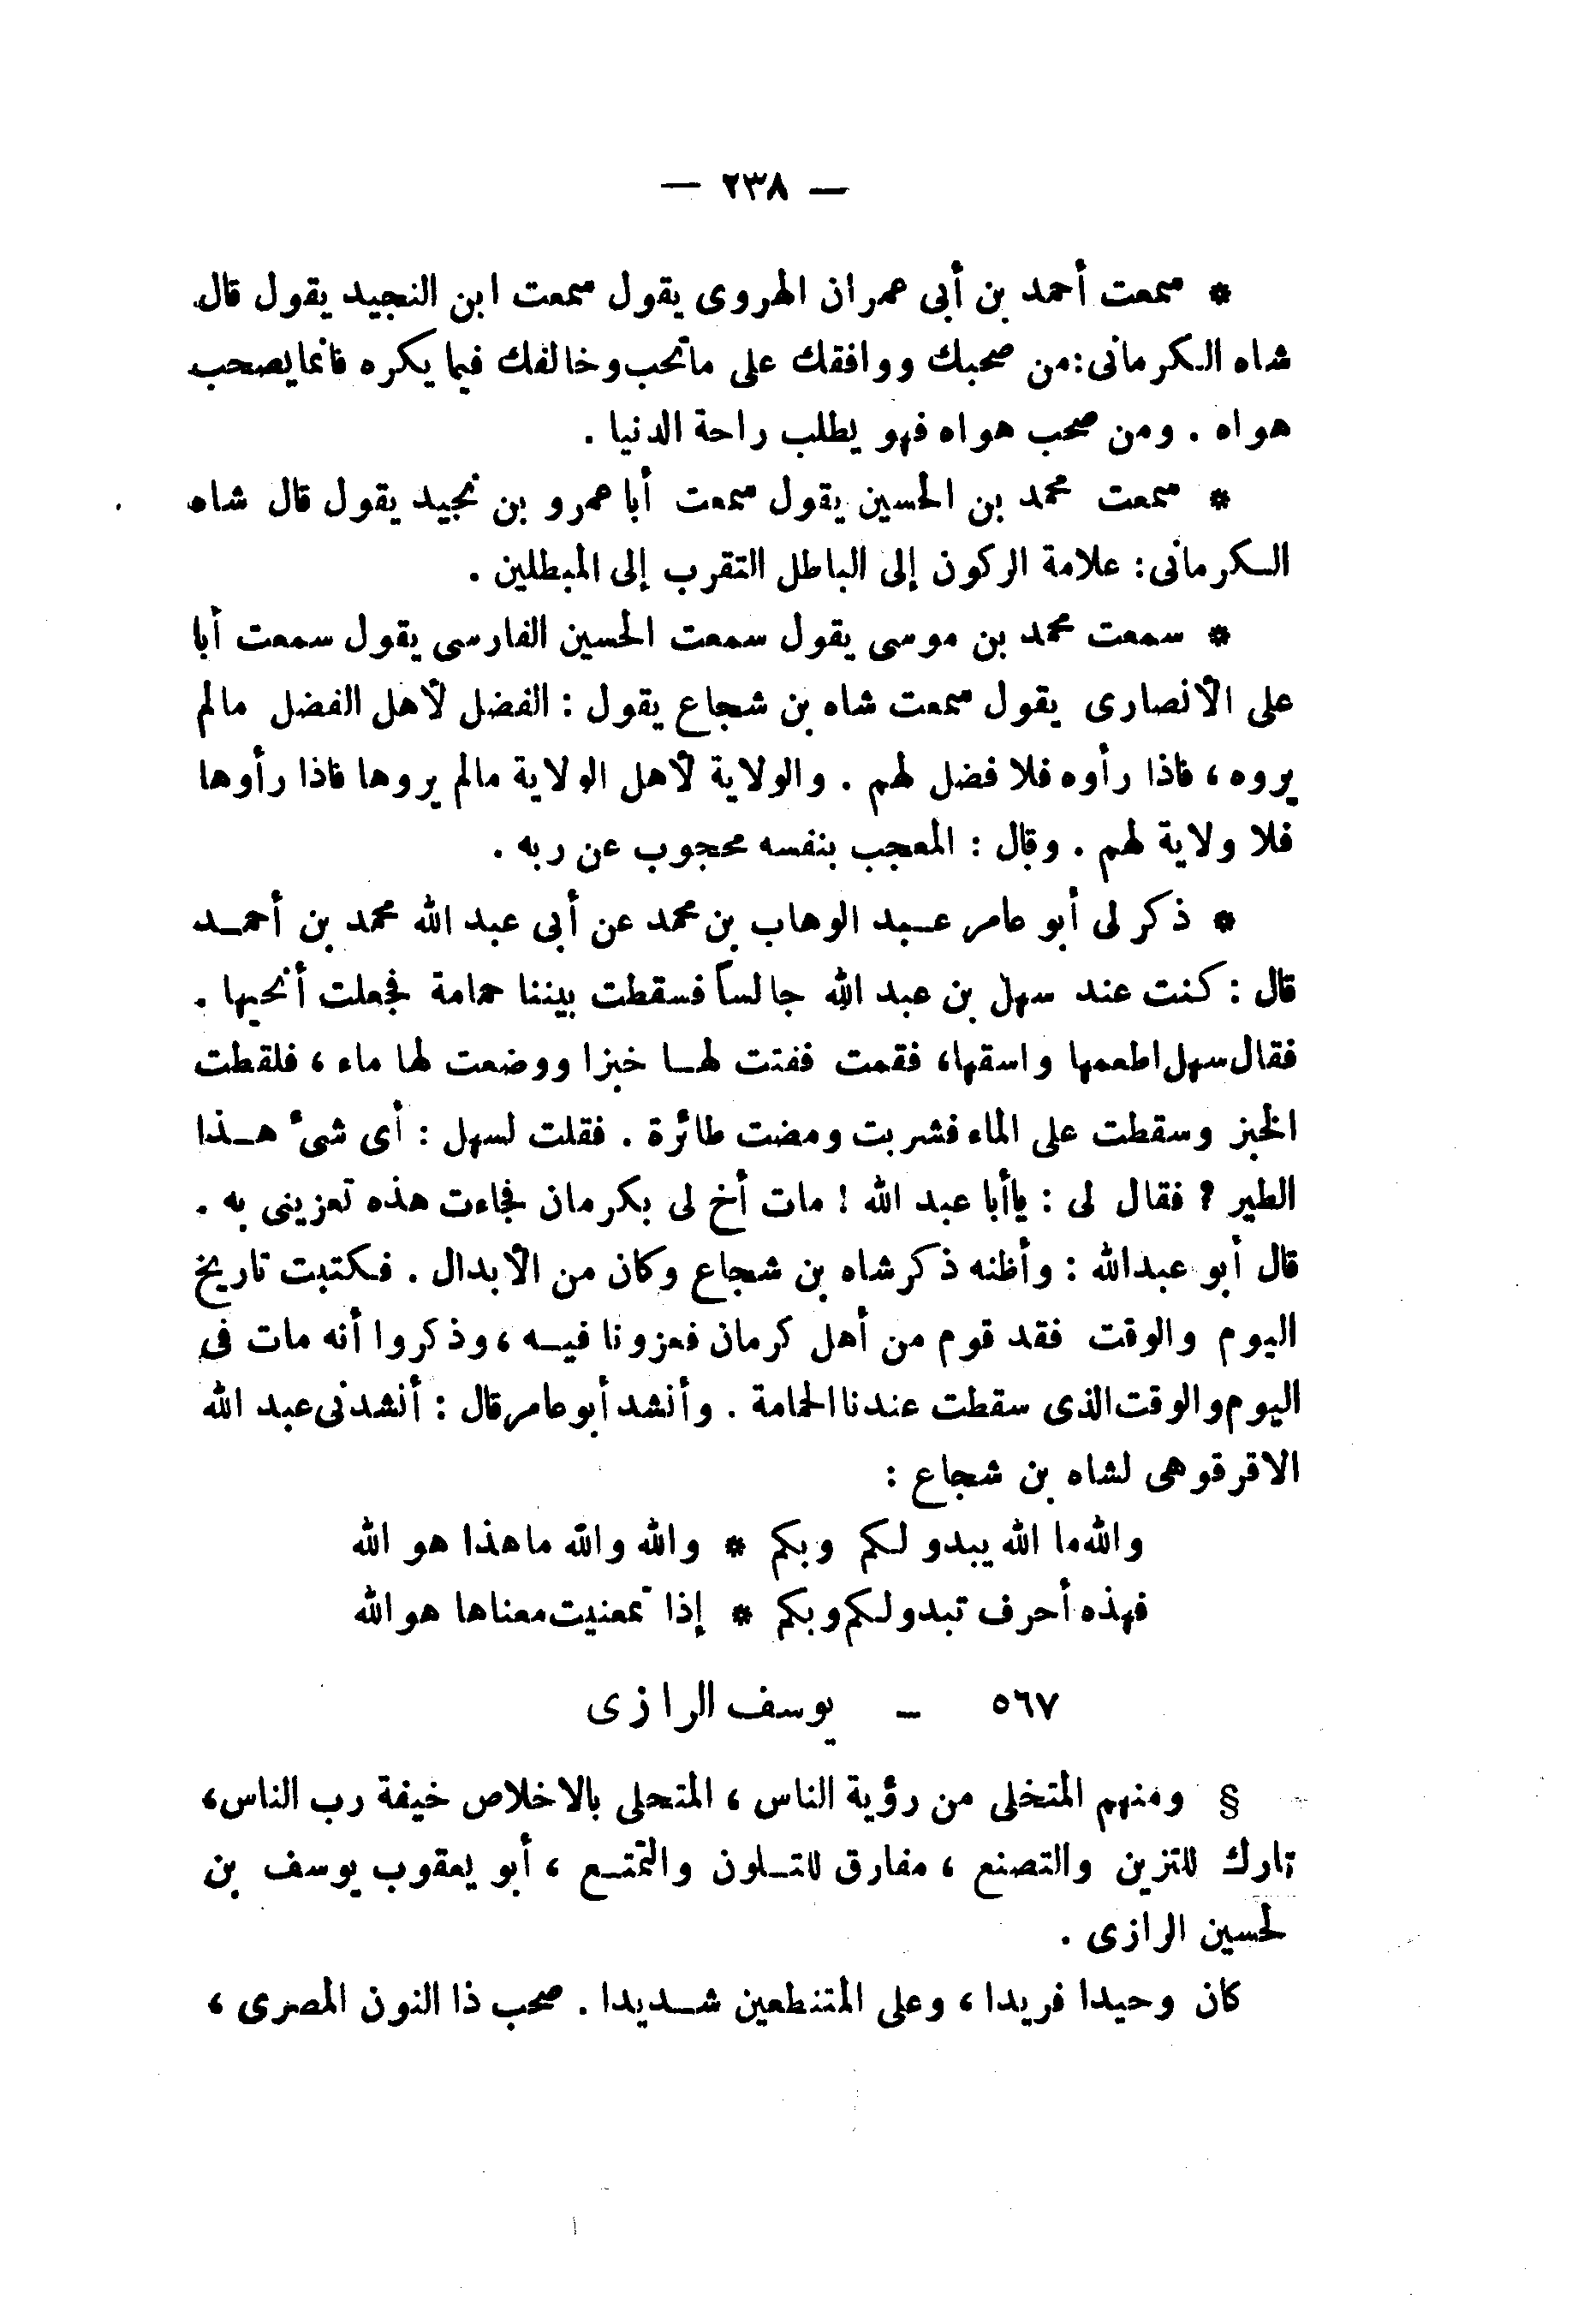 — ٢٣٨ —
* سمعت أحمد بن أبى عمران الهروى يقول سمعت ابن النجيد يقول قال
شاه الكرمانى: من صحبك ووافقك على ماتحب وخالفك فيما يكره فانما يصحب
هواه . ومن صحب هواه فهو يطلب راحة الدنيا .
* سمعت محمد بن الحسين يقول سمعت أبا عمرو بن نجيد يقول قال شاه
الكرمانى: علامة الركون إلى الباطل التقرب إلى المبطلين .
* سمعت محمد بن موسى يقول سمعت الحسين الفارسى يقول سمعت أبا
على الأنصارى يقول سمعت شاه بن شجاع يقول : الفضل لأهل الفضل مالم
يروه ، فاذا رأوه فلا فضل لهم . والولاية لأهل الولاية مالم يروها فاذا رأوها
فلا ولاية لهم . وقال : المعجب بنفسه محجوب عن ربه .
* ذكر لى أبو عامر عبد الوهاب بن محمد عن أبى عبد الله محمد بن أحمد
قال : كنت عند سهل بن عبد الله جالساً فسقطت بيننا حمامة فجعلت أنحيها .
فقال سهل اطعمها واسقها، فقمت ففتت لها خبزا ووضعت لها ماء ، فلقطت
الخبز وسقطت على الماء فشربت ومضت طائرة . فقلت لسهل : أى شىء هذا
الطير ? فقال لى : يا أبا عبد الله ! مات أخ لى بكرمان فجاءت هذه تعزينى به .
قال أبو عبدالله : وأظنه ذكر شاه بن شجاع وكان من الأبدال . فكتبت تاريخ
اليوم والوقت فقد قوم من أهل كرمان فعزونا فيه ، وذكروا أنه مات فى
اليوم والوقت الذى سقطت عندنا الحمامة . وأنشد أبو عامر قال : أنشدنى عبد الله
الاقرقوهى لشاه بن شجاع :
والله ما الله يبدو لكم وبكم * والله والله ما هذا هو الله
فهذه أحرف تبدو لكم وبكم * إذا تمعنيت معناها هو الله
٥٦٧ – يوسف الرازى
§ ومنهم المتخلى من رؤية الناس ، المتحلى بالاخلاص خيفة رب الناس،
تارك للتزين والتصنع ، مفارق للتلون والتمتع ، أبو يعقوب يوسف بن
لحسين الرازى .
كان وحيدا فريدا ، وعلى المتنطعين شديدا . صحب ذا النون المصرى ،